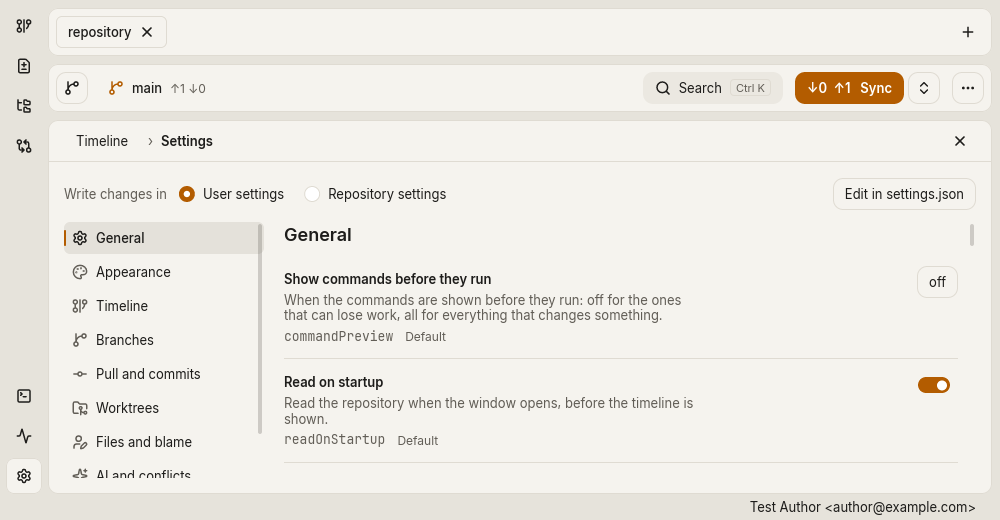 repository
main ↑1 ↓0
Search Ctrl K
↓0 ↑1 Sync
Timeline › Settings
Write changes in User settings Repository settings
Edit in settings.json
General
Appearance
Timeline
Branches
Pull and commits
Worktrees
Files and blame
AI and conflicts
General
Show commands before they run
off
When the commands are shown before they run: off for the ones
that can lose work, all for everything that changes something.
commandPreview Default
Read on startup
Read the repository when the window opens, before the timeline is
shown.
readOnStartup Default
Test Author <author@example.com>